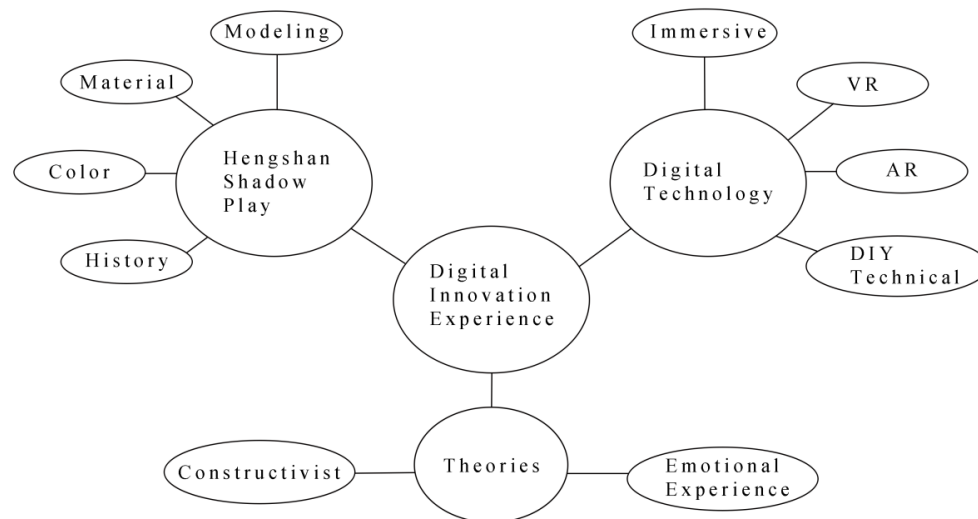 Modeling
Material
Color
History
Hengshan
Shadow
Play
Immersive
VR
AR
DIY
Technical
Digital
Technology
Digital
Innovation
Experience
Theories
Constructivist
Emotional
Experience